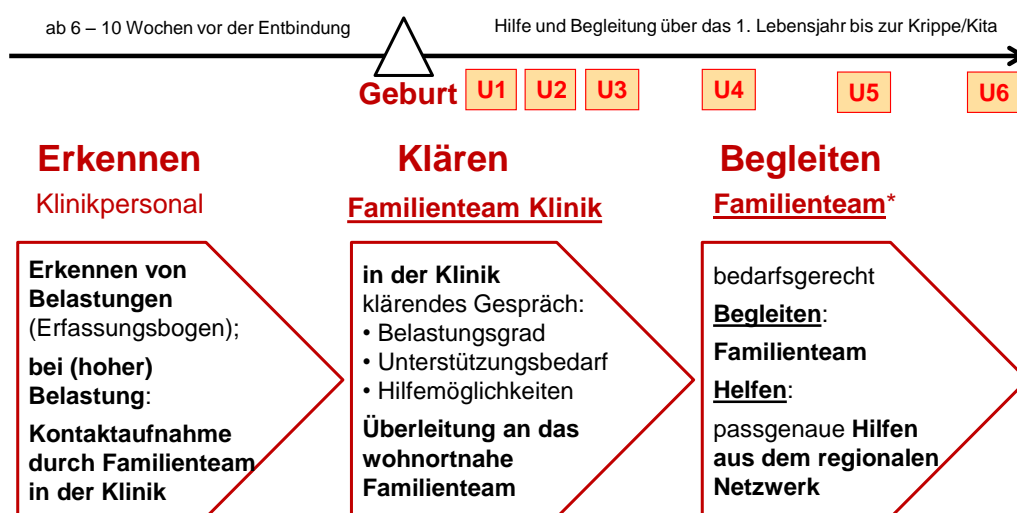 ab 6 – 10 Wochen vor der Entbindung
Hilfe und Begleitung über das 1. Lebensjahr bis zur Krippe/Kita
Geburt
U1
U2
U3
U4
U5
U6
Erkennen
Klinikpersonal
Erkennen von
Belastungen
(Erfassungsbogen);
bei (hoher)
Belastung:
Kontaktaufnahme
durch Familienteam
in der Klinik
Klären
Familienteam Klinik
in der Klinik
klärendes Gespräch:
• Belastungsgrad
• Unterstützungsbedarf
• Hilfemöglichkeiten
Überleitung an das
wohnortnahe
Familienteam
Begleiten
Familienteam*
bedarfsgerecht
Begleiten:
Familienteam
Helfen:
passgenaue Hilfen
aus dem regionalen
Netzwerk